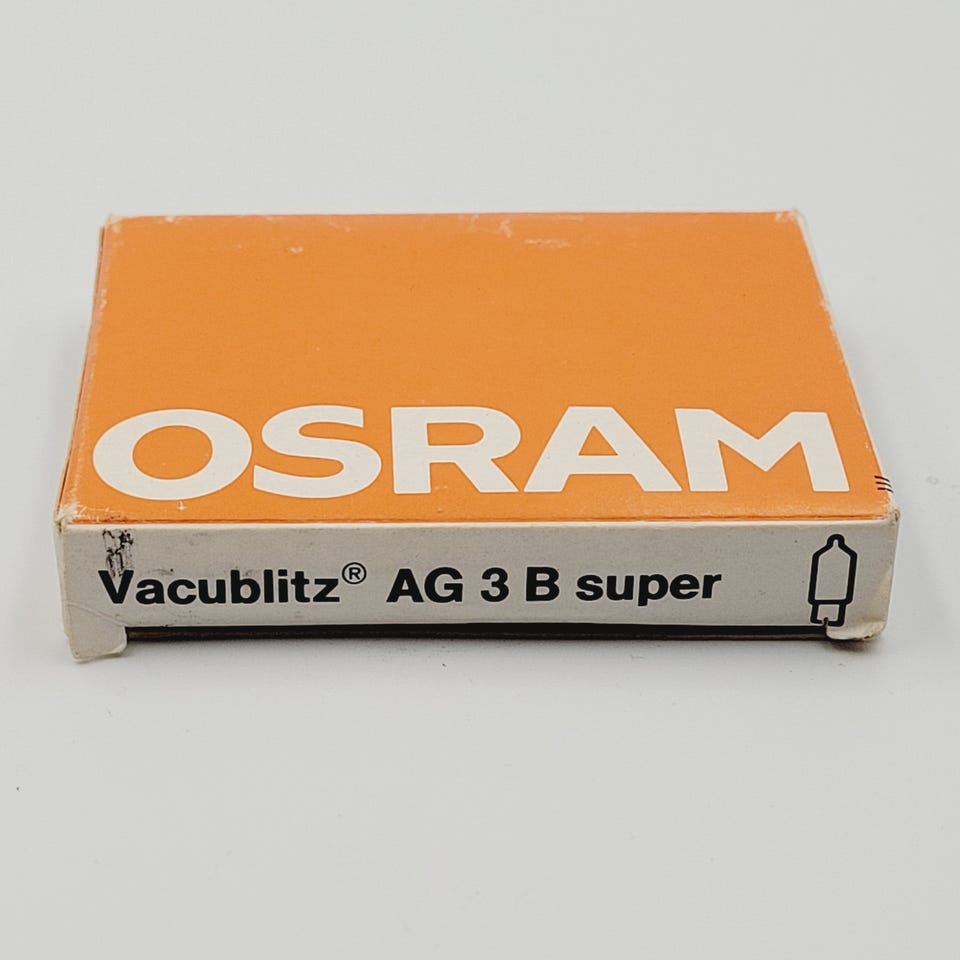 OSRAM
Vacublitz® AG 3 B super